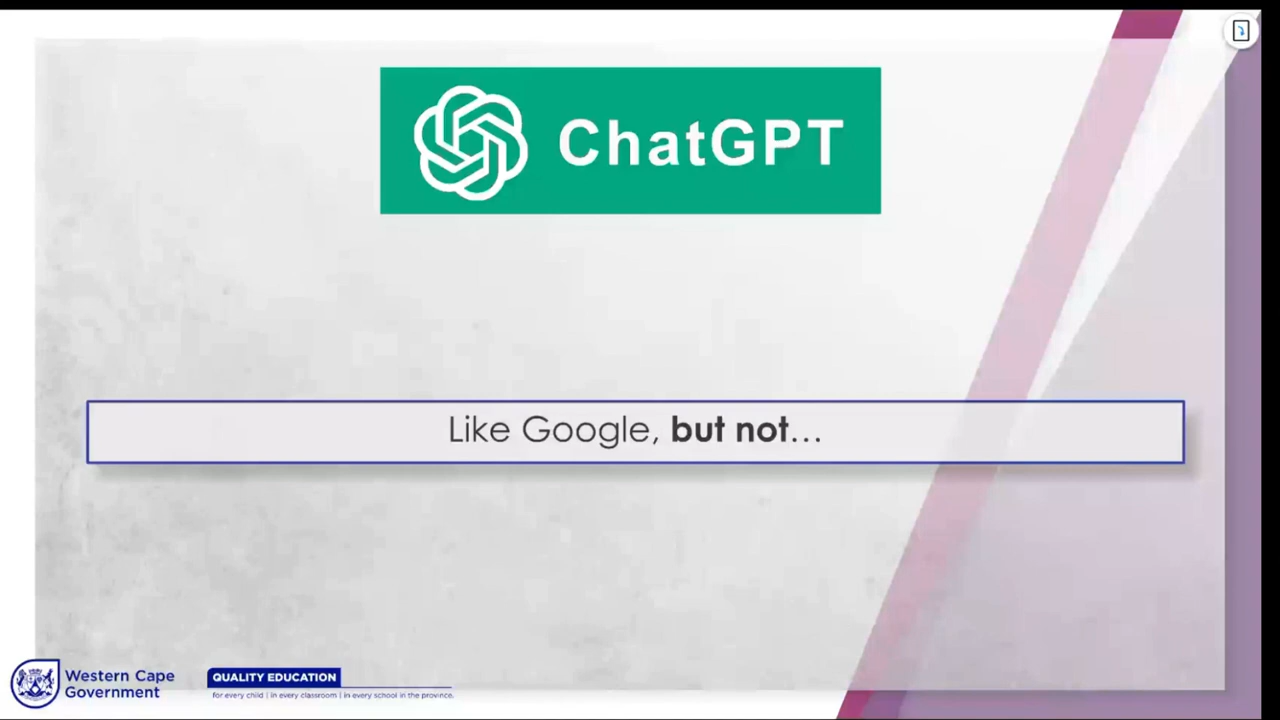 ChatGPT
Like Google, but not...
Western Cape
Government
QUALITY EDUCATION
for every child | in every classroom | in every school in the province.